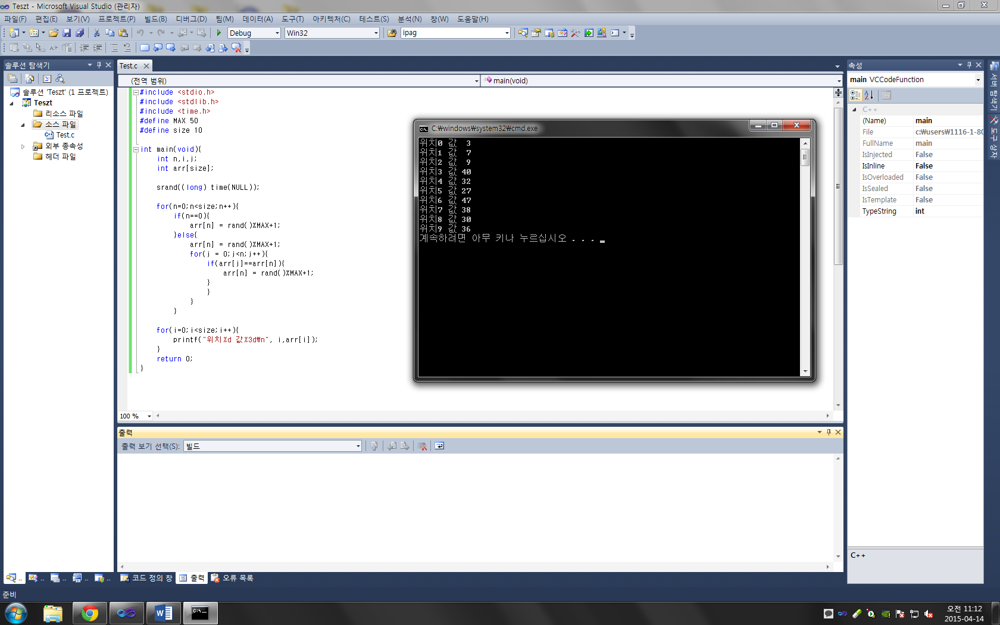 Teszt - Microsoft Visual Studio (관리자)
파일(F) 편집(E) 보기(V) 프로젝트(P) 빌드(B) 디버그(D) 팀(M) 데이터(A) 도구(T) 아키텍처(C) 테스트(S) 분석(N) 창(W) 도움말(H)
Debug Win32 ipag
솔루션 탐색기
솔루션 'Teszt' (1 프로젝트)
Teszt
리소스 파일
소스 파일
Test.c
외부 종속성
헤더 파일
Test.c
(전역 범위) main(void)
#include <stdio.h>
#include <stdlib.h>
#include <time.h>
#define MAX 50
#define size 10
int main(void){
int n,i,j;
int arr[size];
srand((long) time(NULL));
for(n=0;n<size;n++){
if(n==0){
arr[n] = rand()%MAX+1;
}else{
arr[n] = rand()%MAX+1;
for(j = 0;j<n;j++){
if(arr[j]==arr[n]){
arr[n] = rand()%MAX+1;
}
}
}
}
for(i=0;i<size;i++){
printf("위치%d 값%3d₩n", i,arr[i]);
}
return 0;
}
100 %
C:₩windows₩system32₩cmd.exe
위치0 값  3
위치1 값  7
위치2 값  9
위치3 값 40
위치4 값 32
위치5 값 27
위치6 값 47
위치7 값 38
위치8 값 30
위치9 값 36
계속하려면 아무 키나 누르십시오 . . .
출력
출력 보기 선택(S): 빌드
코드 정의 창 출력 오류 목록
속성
main VCCodeFunction
C++
(Name) main
File c:₩users₩1116-1-80
FullName main
IsInjected False
IsInline False
IsOverloaded False
IsSealed False
IsTemplate False
TypeString int
C++
서버 탐색기
도구 상자
준비
오전 11:12
2015-04-14